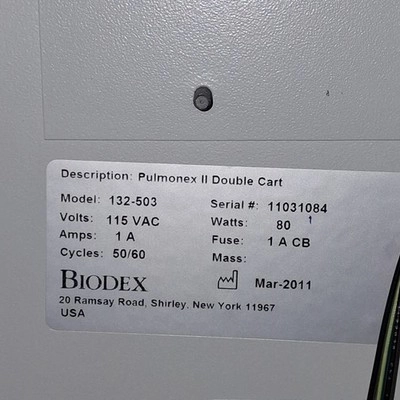 Description: Pulmonex II Double Cart
Model: 132-503 Serial #: 11031084
Volts: 115 VAC Watts: 80
Amps: 1 A Fuse: 1 A CB
Cycles: 50/60 Mass:
BIODEX Mar-2011
20 Ramsay Road, Shirley, New York 11967
USA